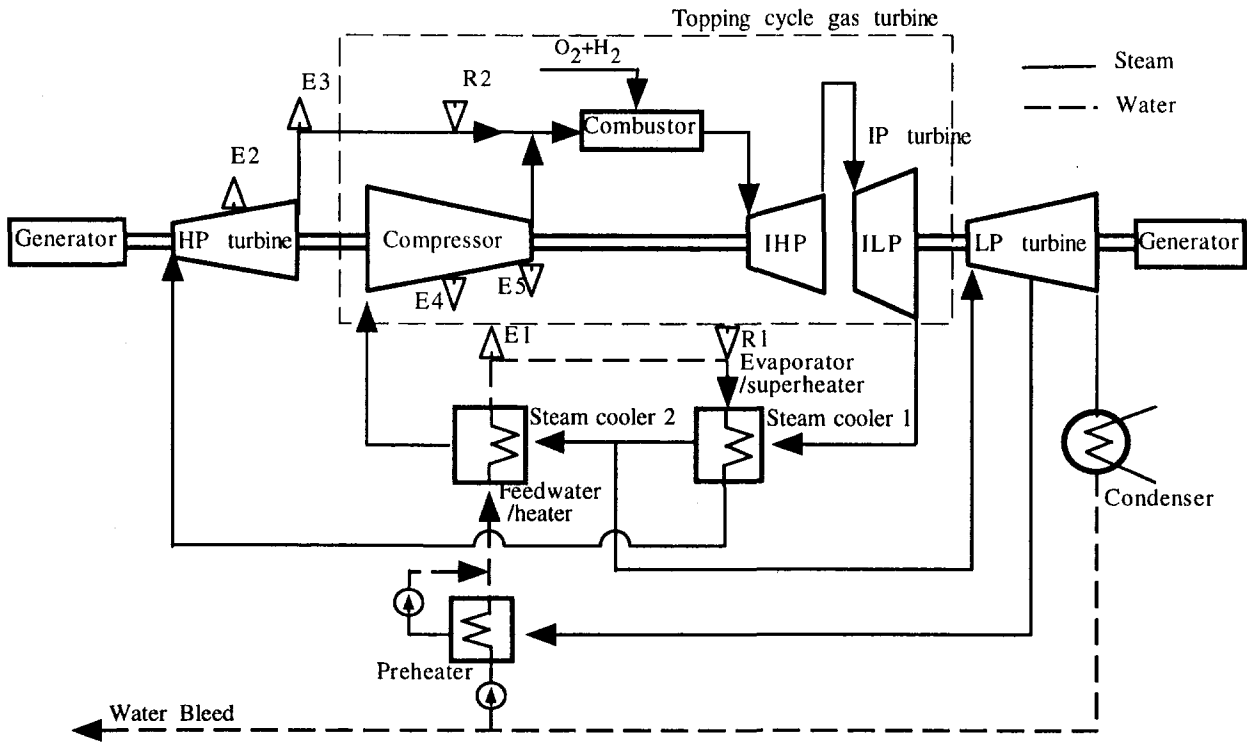 Topping cycle gas turbine
O2+H2
Steam
Water
E3
R2
Combustor
IP turbine
E2
Generator
HP turbine
Compressor
IHP
ILP
LP turbine
Generator
E4
E5
E1
R1
Evaporator
/superheater
Steam cooler 2
Steam cooler 1
Feedwater
/heater
Condenser
Preheater
Water Bleed